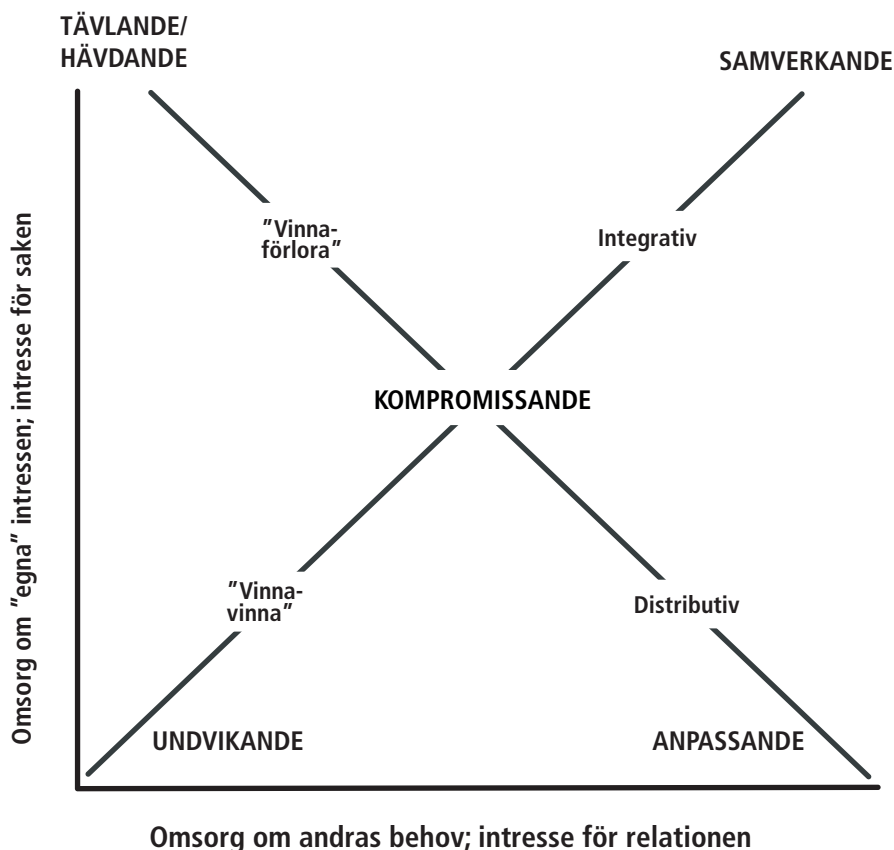 TÄVLANDE/
HÄVDANDE
SAMVERKANDE
"Vinna-
förlora"
Integrativ
KOMPROMISSANDE
"Vinna-
vinna"
Distributiv
UNDVIKANDE
ANPASSANDE
Omsorg om "egna" intressen; intresse för saken
Omsorg om andras behov; intresse för relationen